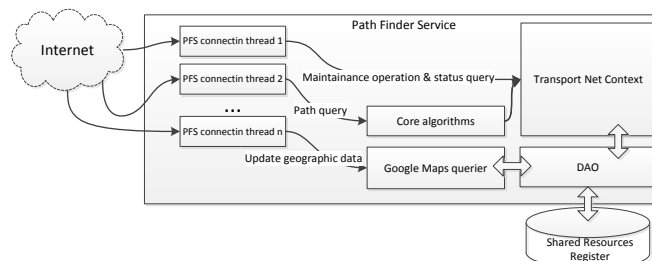 Path Finder Service
Internet
PFS connectin thread 1
Maintainance operation & status query
Transport Net Context
PFS connectin thread 2
...
Path query
Core algorithms
PFS connectin thread n
Update geographic data
Google Maps querier
DAO
Shared Resources
Register